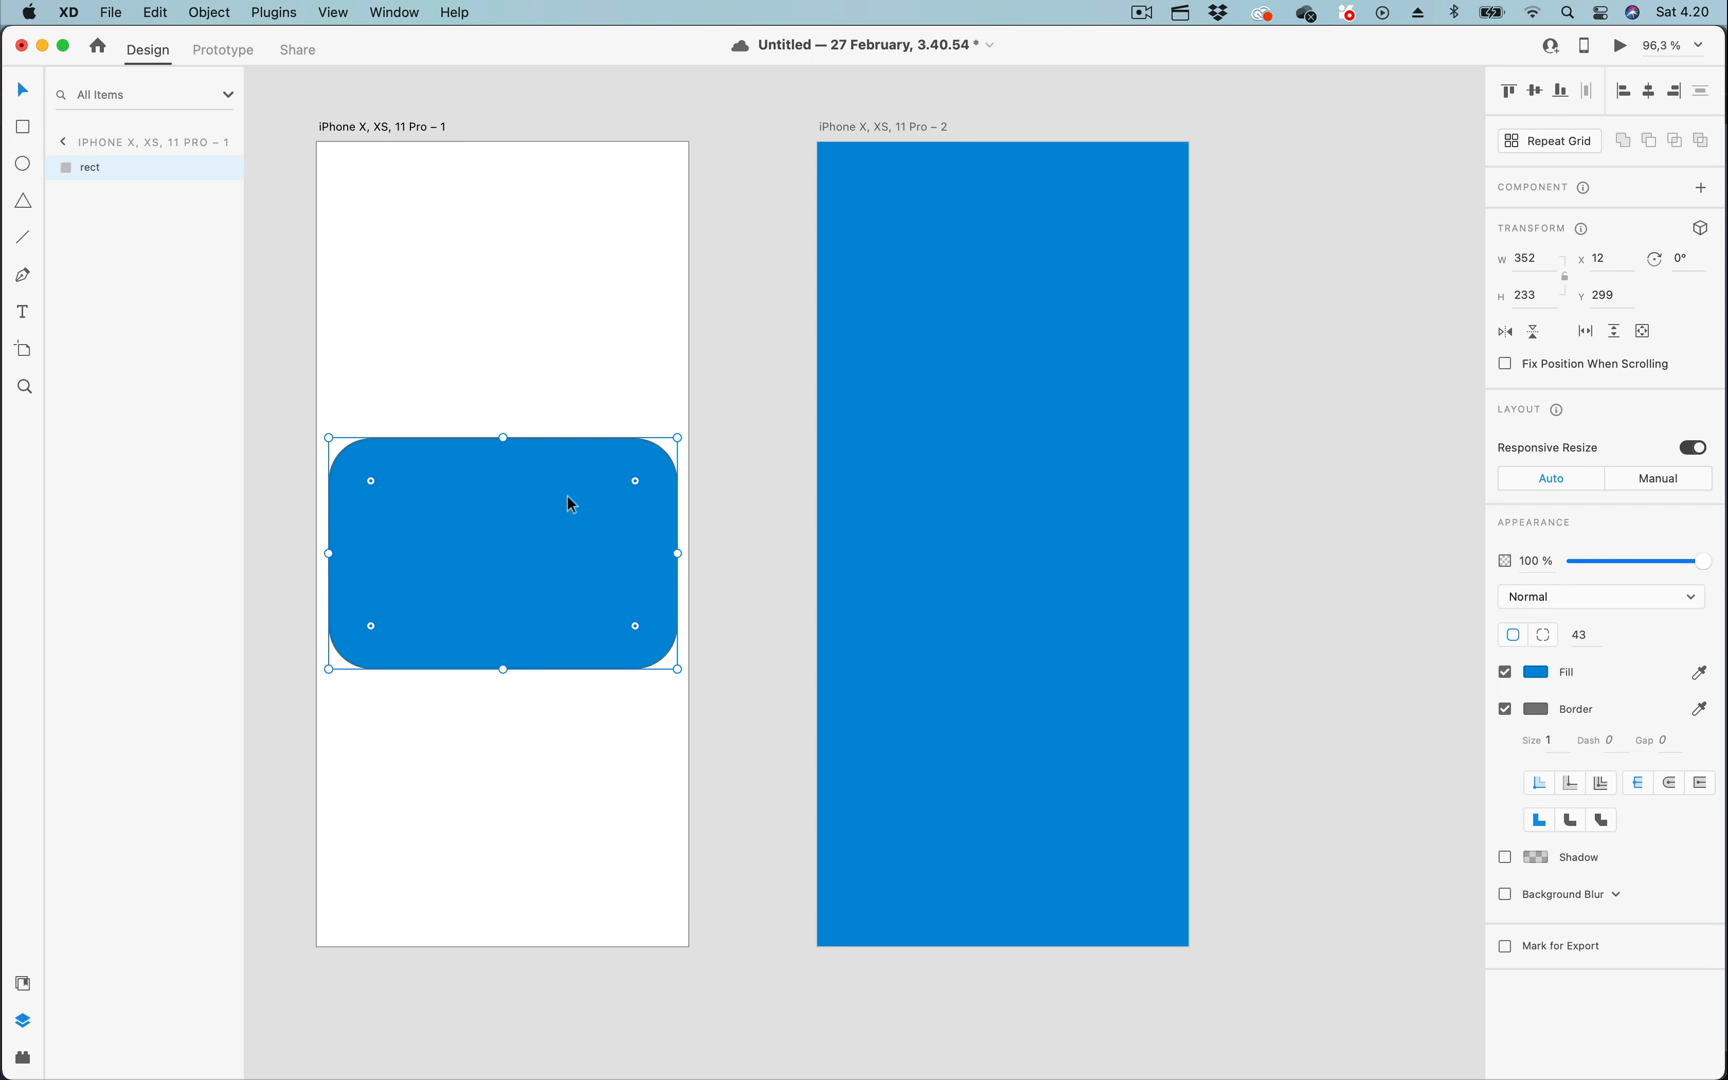 XD File Edit Object Plugins View Window Help Sat 4.20
Design Prototype Share
Untitled — 27 February, 3.40.54 *
96,3 %
All Items
IPHONE X, XS, 11 PRO – 1
rect
iPhone X, XS, 11 Pro – 1
iPhone X, XS, 11 Pro – 2
Repeat Grid
COMPONENT
TRANSFORM
W 352 X 12 0°
H 233 Y 299
Fix Position When Scrolling
LAYOUT
Responsive Resize
Auto Manual
APPEARANCE
100 %
Normal
43
Fill
Border
Size 1 Dash 0 Gap 0
Shadow
Background Blur
Mark for Export